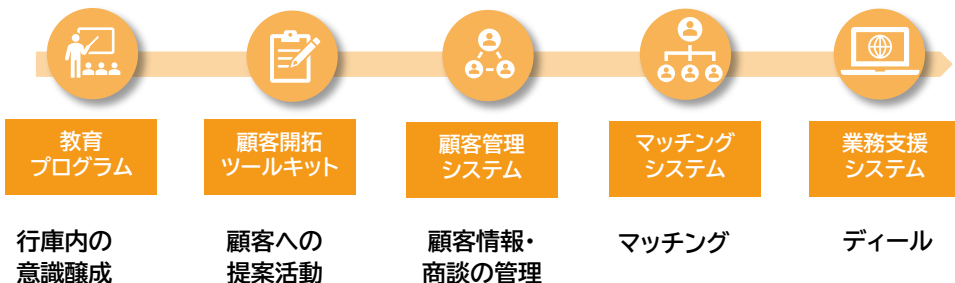 教育
プログラム
顧客開拓
ツールキット
顧客管理
システム
マッチング
システム
業務支援
システム
行庫内の
意識醸成
顧客への
提案活動
顧客情報・
商談の管理
マッチング
ディール